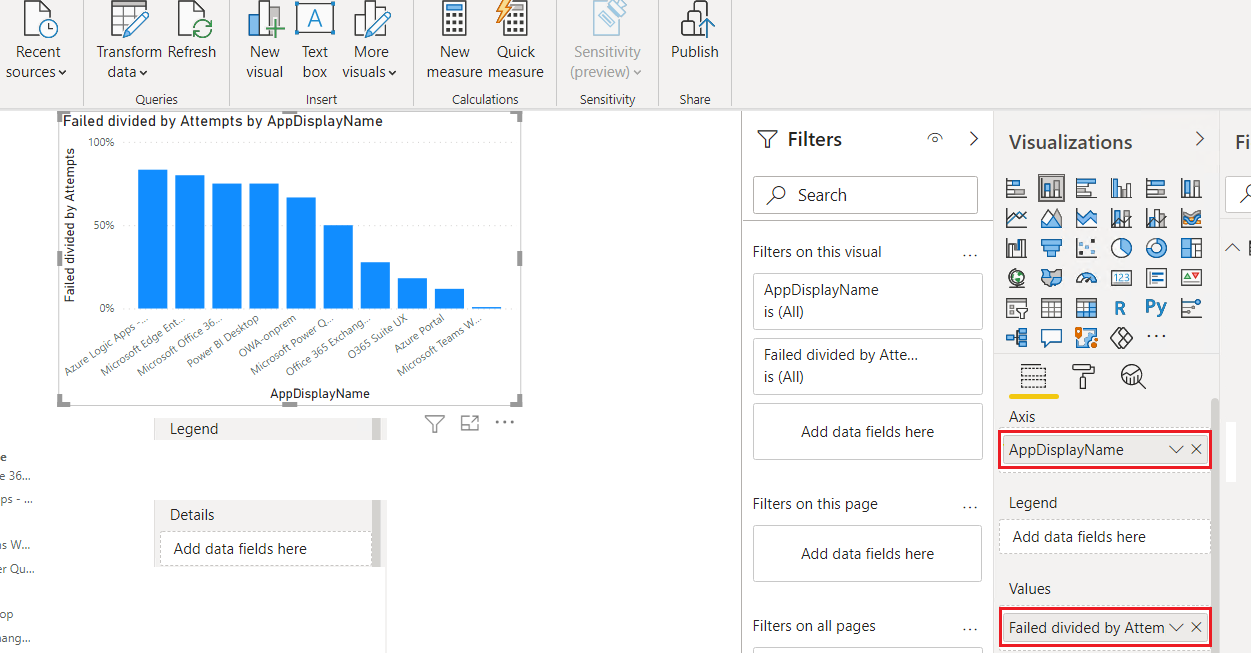 Recent
sources
Transform
data
Refresh
Queries
New
visual
Text
box
More
visuals
Insert
New
measure
Quick
measure
Calculations
Sensitivity
(preview)
Sensitivity
Publish
Share
A
Failed divided by Attempts by AppDisplayName
Failed divided by Attempts
100%
50%
0%
Azure Logic Apps -...
Microsoft Edge Ent...
Microsoft Office 36...
Power BI Desktop
OWA-onprem
Microsoft Power Q...
Office 365 Exchang...
O365 Suite UX
Azure Portal
Microsoft Teams W...
AppDisplayName
Legend
Details
Add data fields here
e
e 36...
ps - ...
ns W...
er Qu...
op
nang...
Filters
Search
Filters on this visual
...
AppDisplayName
is (All)
Failed divided by Atte...
is (All)
Add data fields here
Filters on this page
...
Add data fields here
Filters on all pages
...
Visualizations
123
R
Py
...
Axis
AppDisplayName
Legend
Add data fields here
Values
Failed divided by Attem
Fi